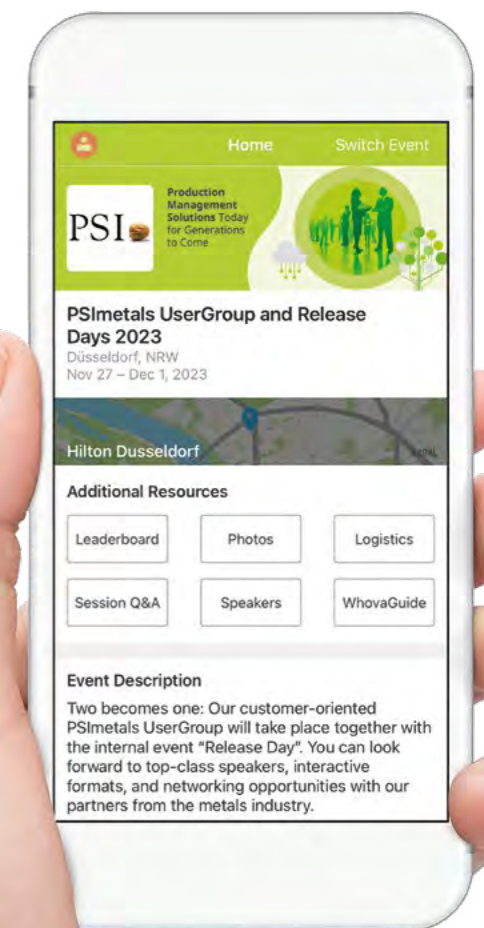 Home
Switch Event
PSI
Production
Management
Solutions Today
for Generations
to Come
PSImetals UserGroup and Release
Days 2023
Düsseldorf, NRW
Nov 27 – Dec 1, 2023
Hilton Dusseldorf
Additional Resources
Leaderboard
Photos
Logistics
Session Q&A
Speakers
WhovaGuide
Event Description
Two becomes one: Our customer-oriented
PSImetals UserGroup will take place together with
the internal event "Release Day". You can look
forward to top-class speakers, interactive
formats, and networking opportunities with our
partners from the metals industry.